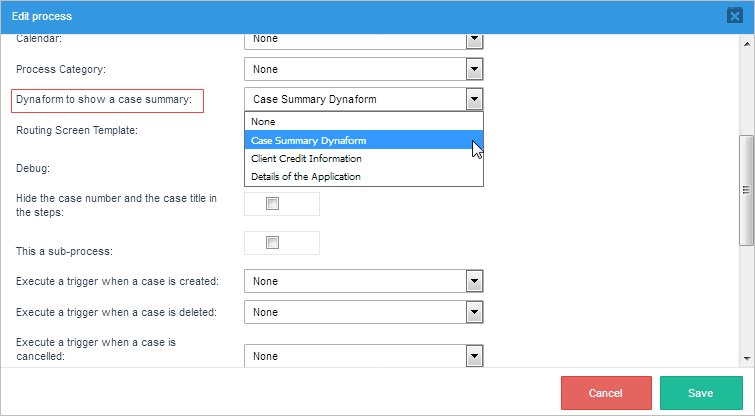 Edit process
Calendar: None
Process Category: None
Dynaform to show a case summary: Case Summary Dynaform
None
Routing Screen Template:
Case Summary Dynaform
Client Credit Information
Debug:
Details of the Application
Hide the case number and the case title in
the steps:
This a sub-process:
Execute a trigger when a case is created: None
Execute a trigger when a case is deleted: None
Execute a trigger when a case is
cancelled: None
Cancel Save